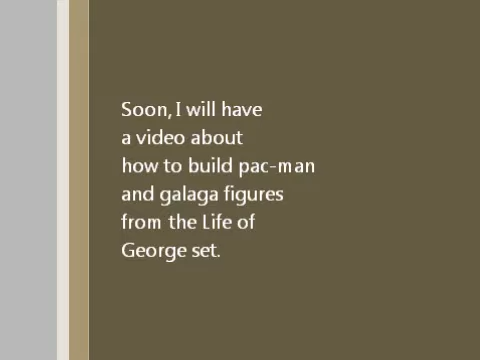 Soon, I will have
a video about
how to build pac-man
and galaga figures
from the Life of
George set.